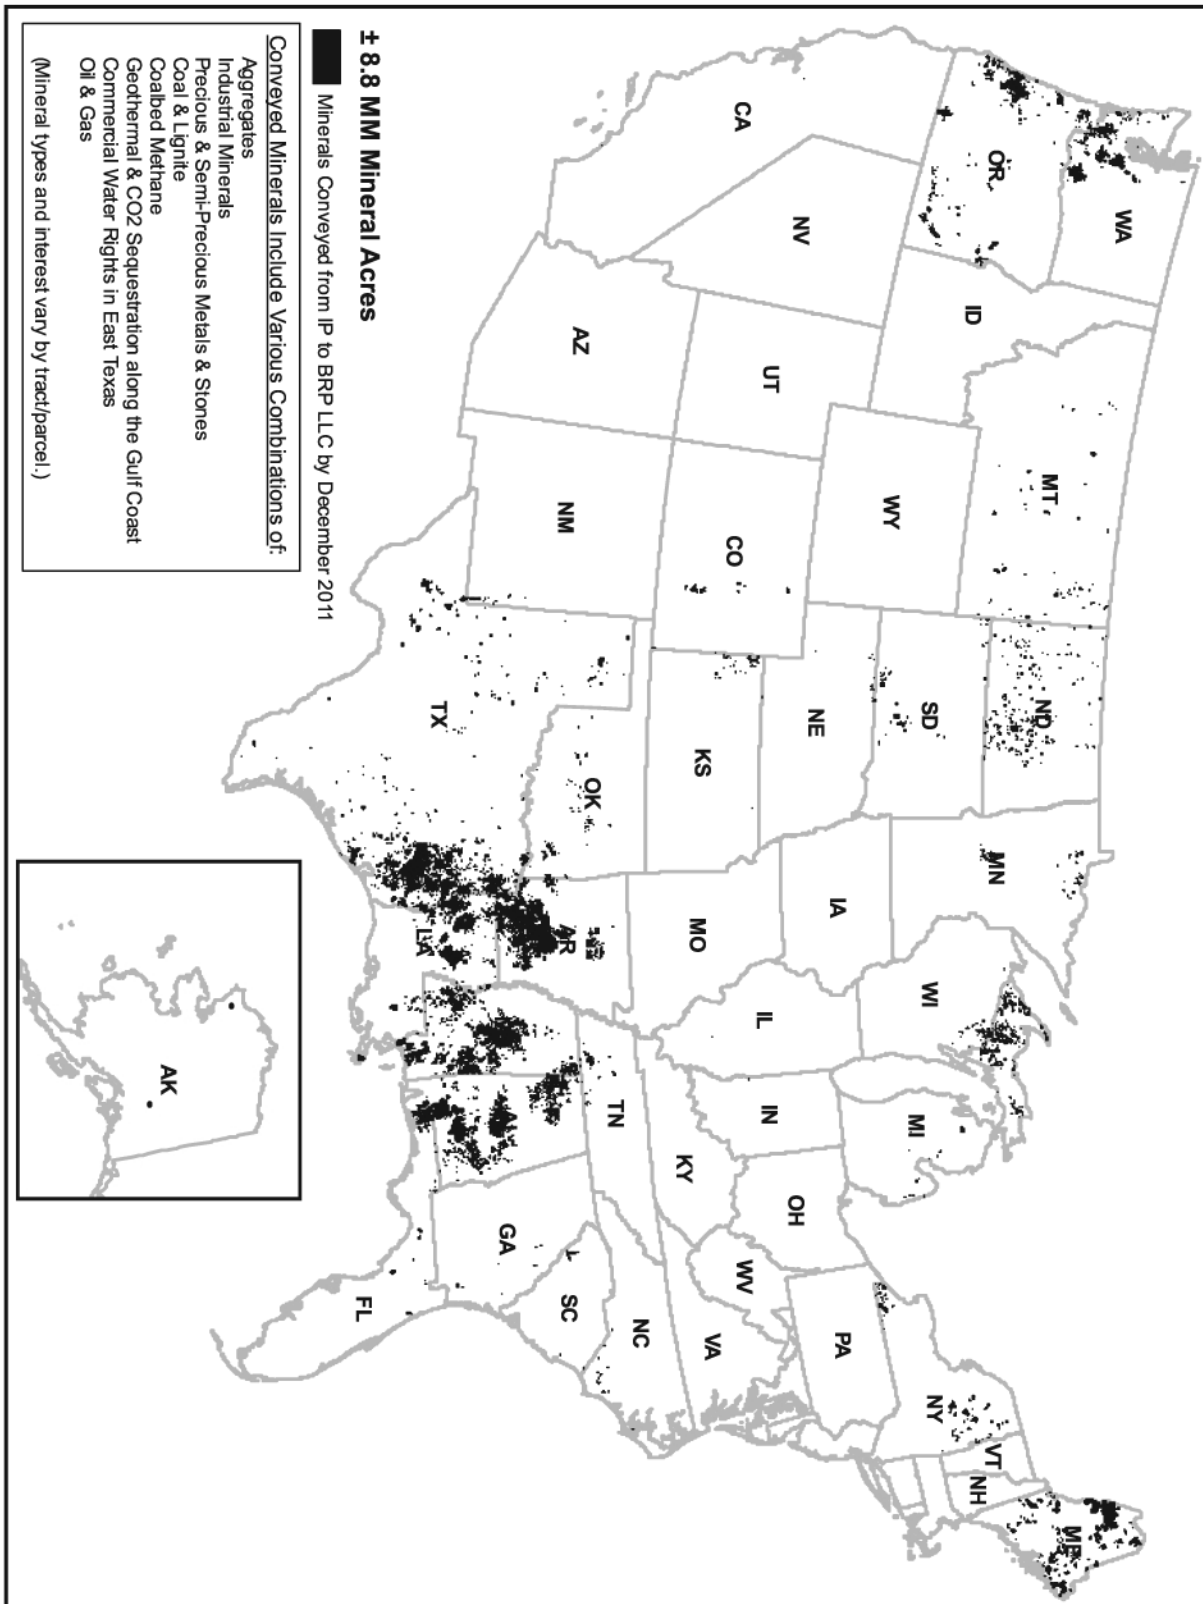 WA
OR
CA
NV
ID
MT
WY
UT
AZ
CO
NM
ND
SD
NE
KS
OK
TX
MN
IA
MO
AR
LA
WI
IL
MI
IN
OH
KY
TN
GA
FL
SC
NC
VA
WV
PA
NY
VT
NH
ME
AK
± 8.8 MM Mineral Acres
Minerals Conveyed from IP to BRP LLC by December 2011
Conveyed Minerals Include Various Combinations of:
Aggregates
Industrial Minerals
Precious & Semi-Precious Metals & Stones
Coal & Lignite
Coalbed Methane
Geothermal & CO2 Sequestration along the Gulf Coast
Commercial Water Rights in East Texas
Oil & Gas
(Mineral types and interest vary by tract/parcel.)